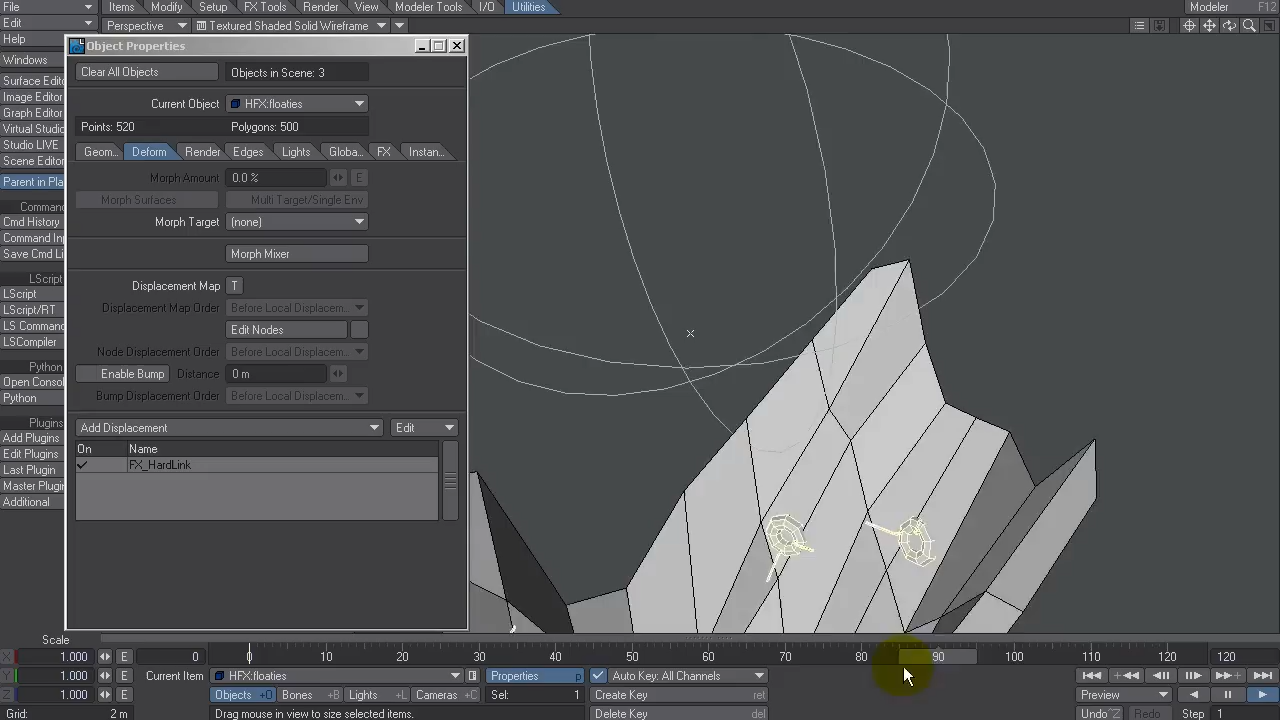 File
Items
Modify
Setup
FX Tools
Render
View
Modeler Tools
I/O
Utilities
Modeler
F12
Edit
Perspective
Textured Shaded Solid Wireframe
Help
Windows
Surface Edit
Image Editor
Graph Editor
Virtual Studio
Studio LIVE
Scene Editor
Parent in Pla
Comman
Cmd History
Command Inp
Save Cmd Li
LScript
LScript
LScript/RT
LS Comman
LSCompiler
Python
Open Conso
Python
Plugins
Add Plugins
Edit Plugins
Last Plugin
Master Plugin
Additional
Object Properties
Clear All Objects
Objects in Scene: 3
Current Object
HFX:floaties
Points: 520
Polygons: 500
Geom...
Deform
Render
Edges
Lights
Globa...
FX
Instan...
Morph Amount
0.0 %
E
Morph Surfaces
Multi Target/Single Env
Morph Target
(none)
Morph Mixer
Displacement Map
T
Displacement Map Order
Before Local Displacem...
Edit Nodes
Node Displacement Order
Before Local Displacem...
Enable Bump
Distance
0 m
Bump Displacement Order
Before Local Displacem...
Add Displacement
Edit
On
Name
FX_HardLink
Scale
X
1.000
E
0
0
10
20
30
40
50
60
70
80
90
100
110
120
120
Y
1.000
E
Current Item
HFX:floaties
Properties
p
Auto Key: All Channels
Z
1.000
E
Objects
+O
Bones
+B
Lights
+L
Cameras
+C
Sel:
1
Create Key
ret
Preview
Grid:
2 m
Drag mouse in view to size selected items.
Delete Key
del
Undo ^Z
Redo
Step
1